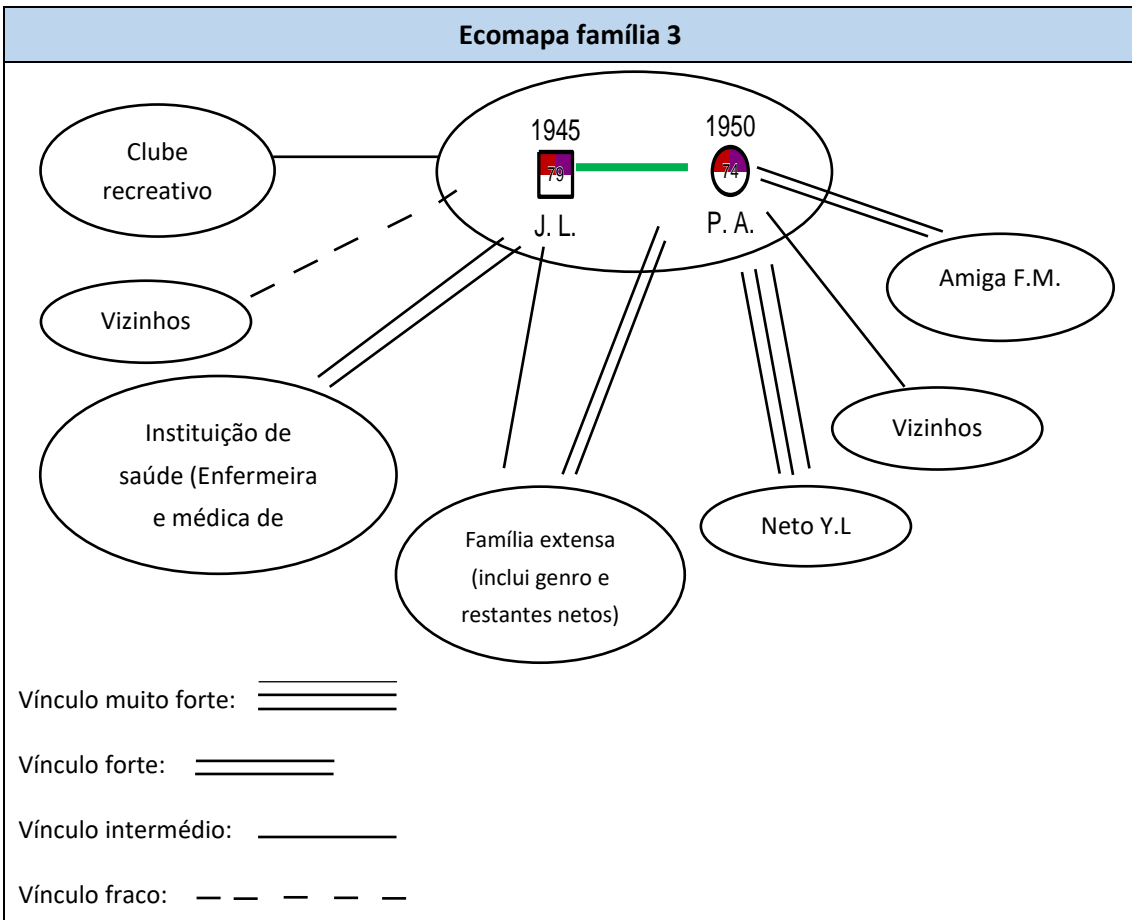 Ecomapa família 3
1945
1950
79
74
J. L.
P. A.
Clube
recreativo
Vizinhos
Amiga F.M.
Instituição de
saúde (Enfermeira
e médica de
Vizinhos
Família extensa
(inclui genro e
restantes netos)
Neto Y.L
Vínculo muito forte:
Vínculo forte:
Vínculo intermédio:
Vínculo fraco: